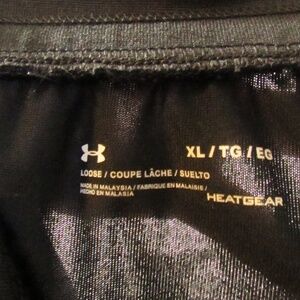 XL / TG / EG
LOOSE / COUPE LÂCHE / SUELTO
MADE IN MALAYSIA / FABRIQUÉ EN MALAISIE /
HECHO EN MALASIA
HEATGEAR